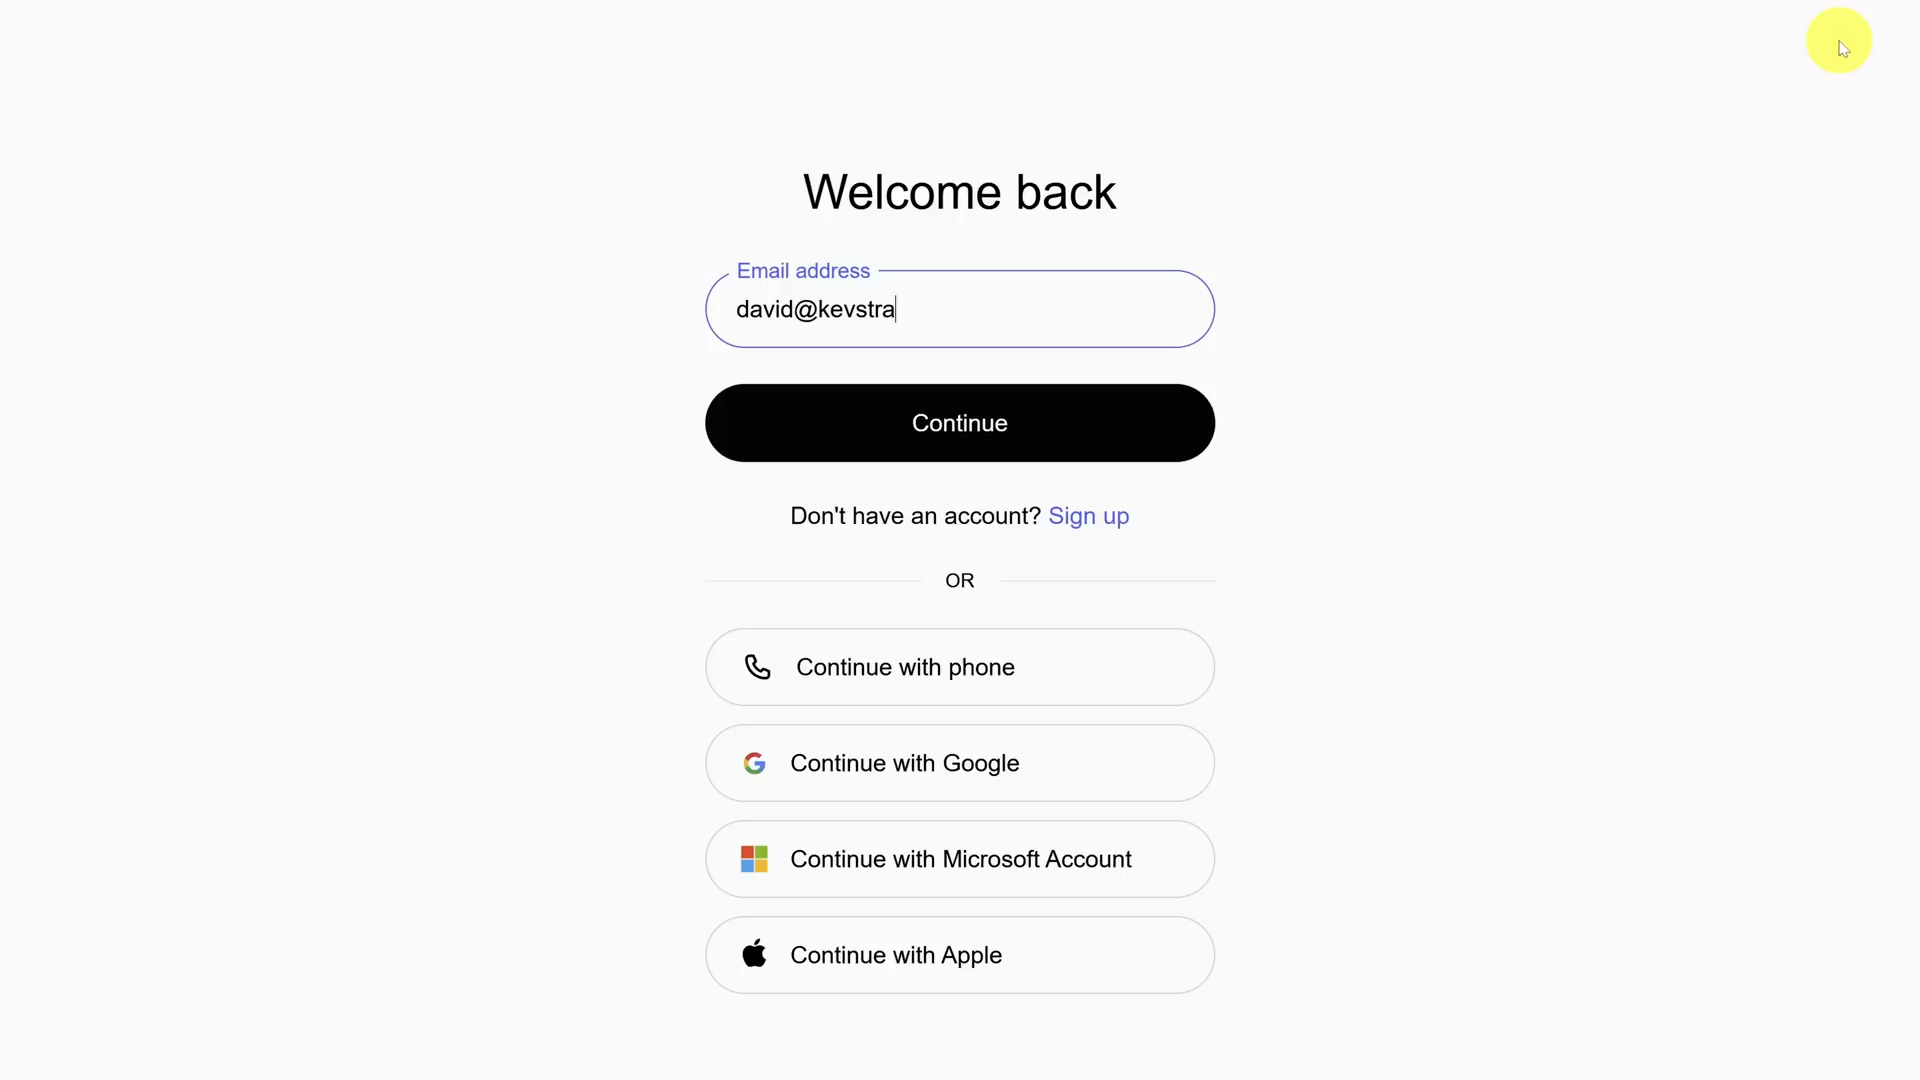 Welcome back
Email address
david@kevstra
Continue
Don't have an account? Sign up
OR
Continue with phone
Continue with Google
Continue with Microsoft Account
Continue with Apple